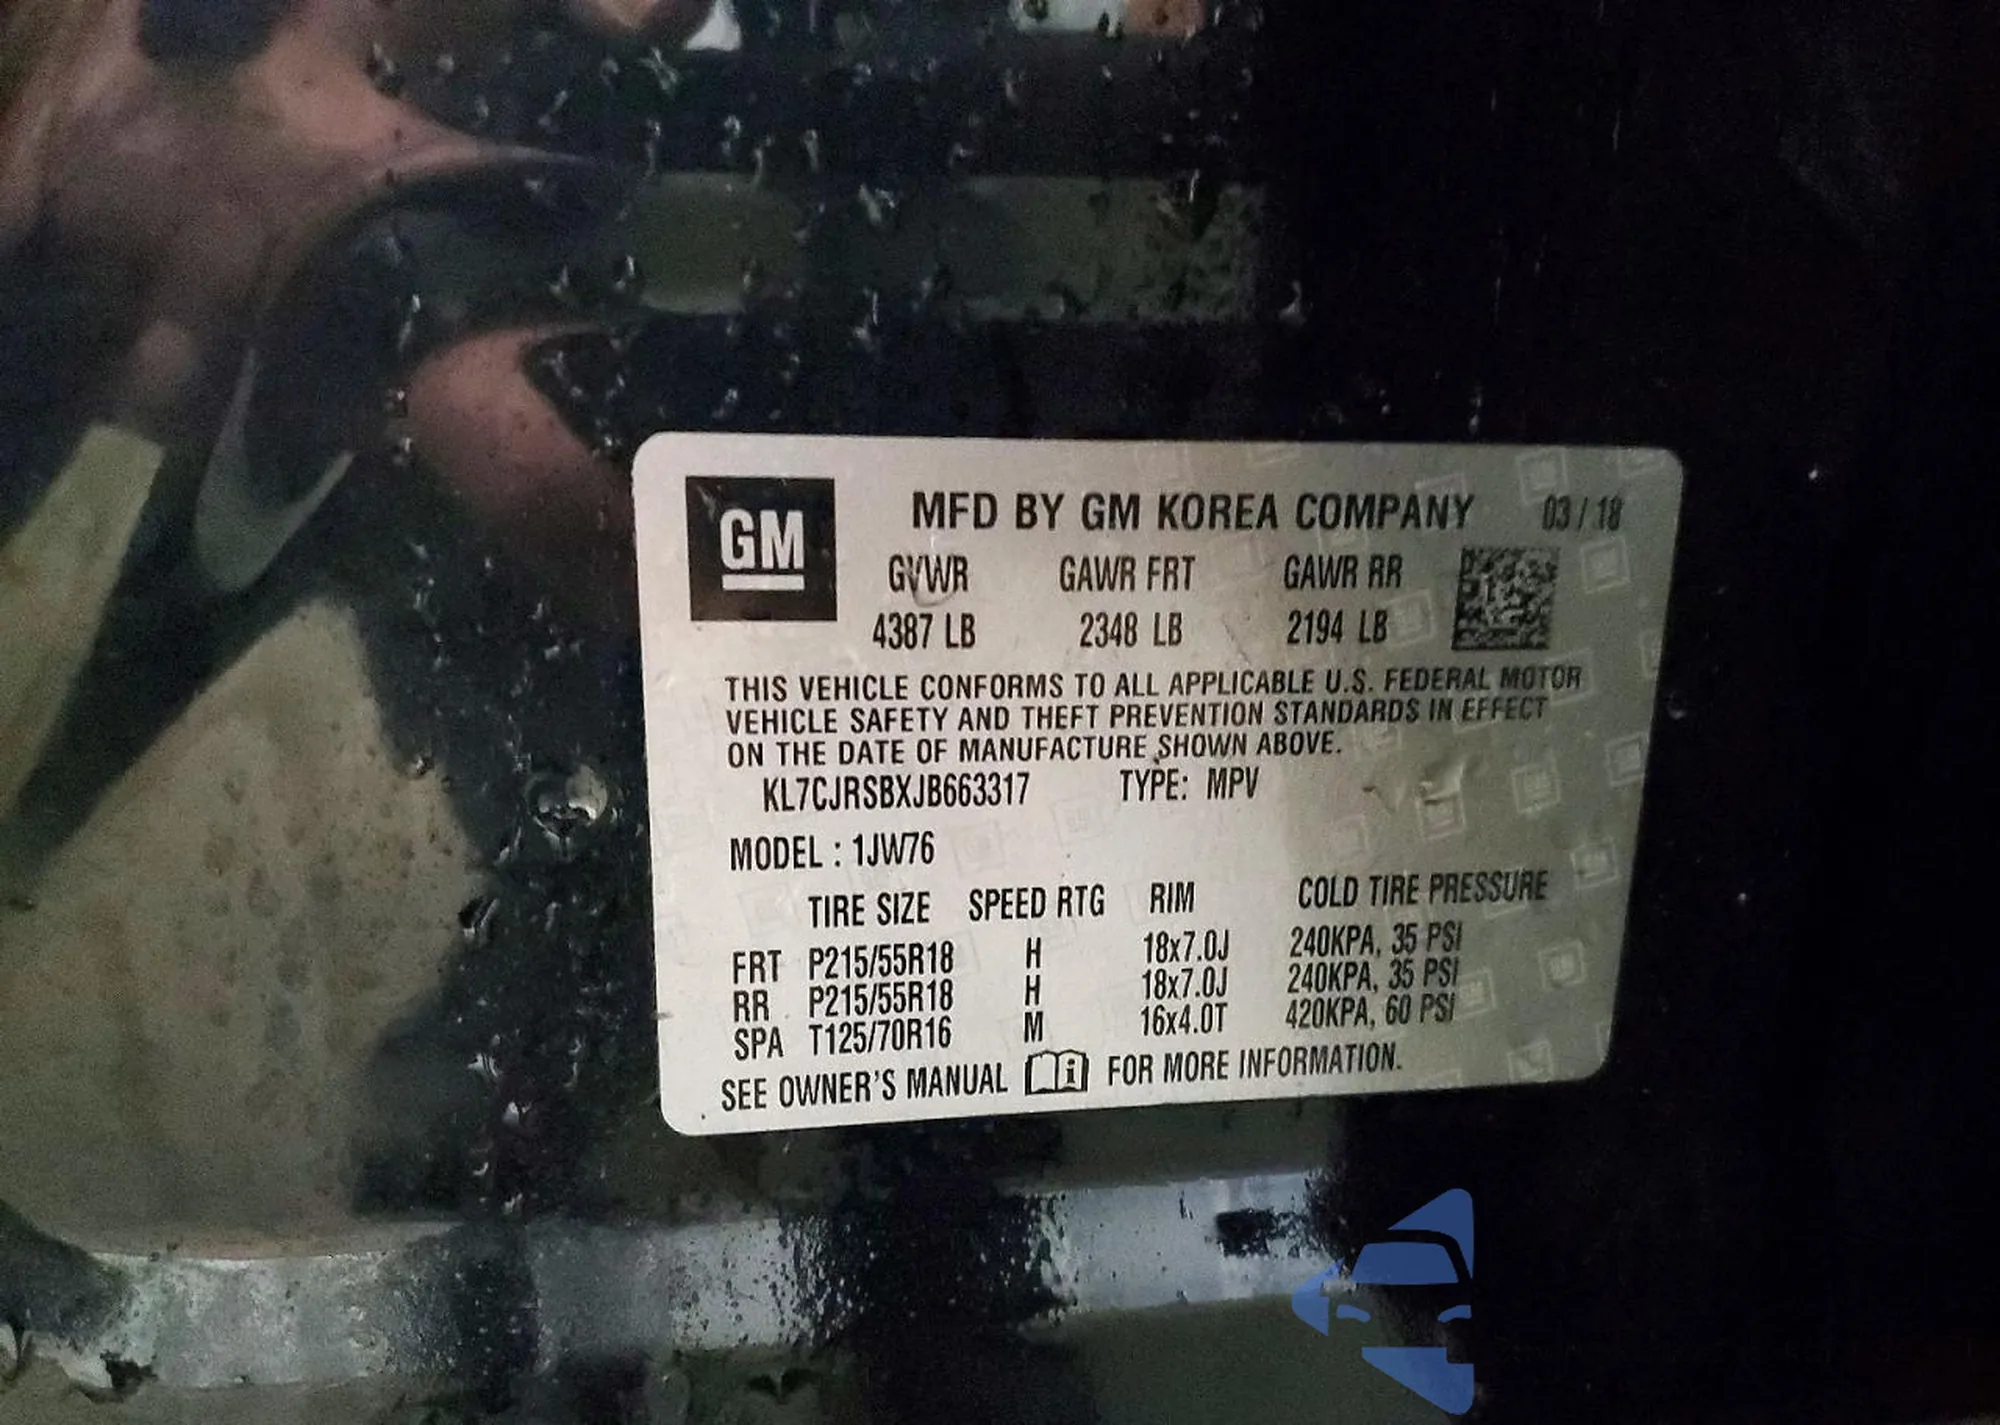 GM
MFD BY GM KOREA COMPANY 03/18
GVWR GAWR FRT GAWR RR
4387 LB 2348 LB 2194 LB
THIS VEHICLE CONFORMS TO ALL APPLICABLE U.S. FEDERAL MOTOR
VEHICLE SAFETY AND THEFT PREVENTION STANDARDS IN EFFECT
ON THE DATE OF MANUFACTURE SHOWN ABOVE.
KL7CJRSBXJB663317 TYPE: MPV
MODEL : 1JW76
TIRE SIZE SPEED RTG RIM COLD TIRE PRESSURE
FRT P215/55R18 H 18x7.0J 240KPA, 35 PSI
RR P215/55R18 H 18x7.0J 240KPA, 35 PSI
SPA T125/70R16 M 16x4.0T 420KPA, 60 PSI
SEE OWNER'S MANUAL FOR MORE INFORMATION.